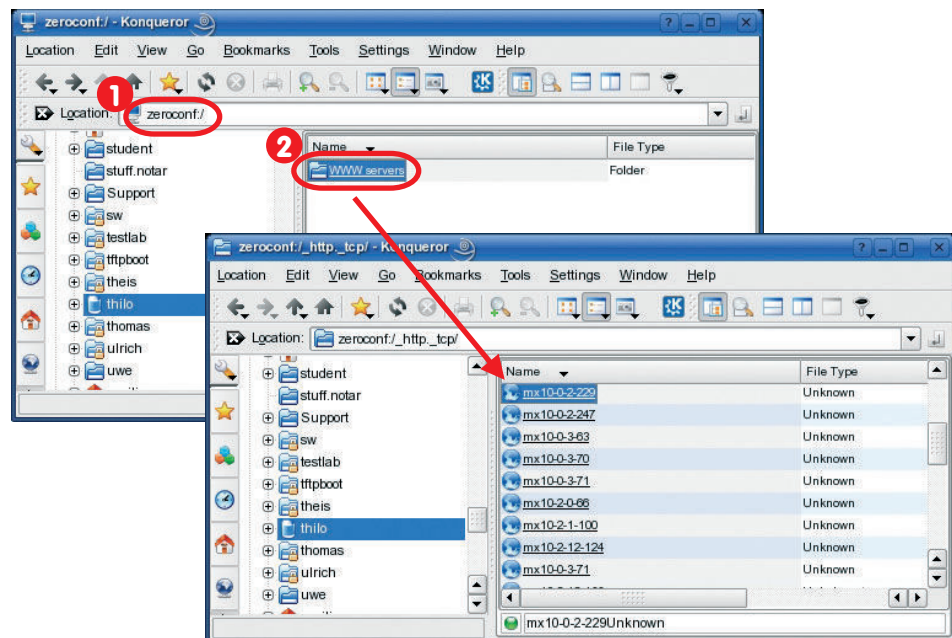 zeroconf:/ - Konqueror
Location Edit View Go Bookmarks Tools Settings Window Help
1
Location: zeroconf:/
2
Name File Type
student
stuff.notar
Support
sw
testlab
tftpboot
theis
thilo
thomas
ulrich
uwe
WWW servers Folder
zeroconf:/_http._tcp/ - Konqueror
Location Edit View Go Bookmarks Tools Settings Window Help
Location: zeroconf:/_http._tcp/
student
stuff.notar
Support
sw
testlab
tftpboot
theis
thilo
thomas
ulrich
uwe
Name File Type
mx10-0-2-229 Unknown
mx10-0-2-247 Unknown
mx10-0-3-63 Unknown
mx10-0-3-70 Unknown
mx10-0-3-71 Unknown
mx10-2-0-66 Unknown
mx10-2-1-100 Unknown
mx10-2-12-124 Unknown
mx10-0-3-71 Unknown
mx10-0-2-229Unknown